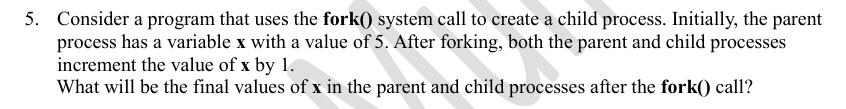 5. Consider a program that uses the fork() system call to create a child process. Initially, the parent
process has a variable x with a value of 5. After forking, both the parent and child processes
increment the value of x by 1.
What will be the final values of x in the parent and child processes after the fork() call?